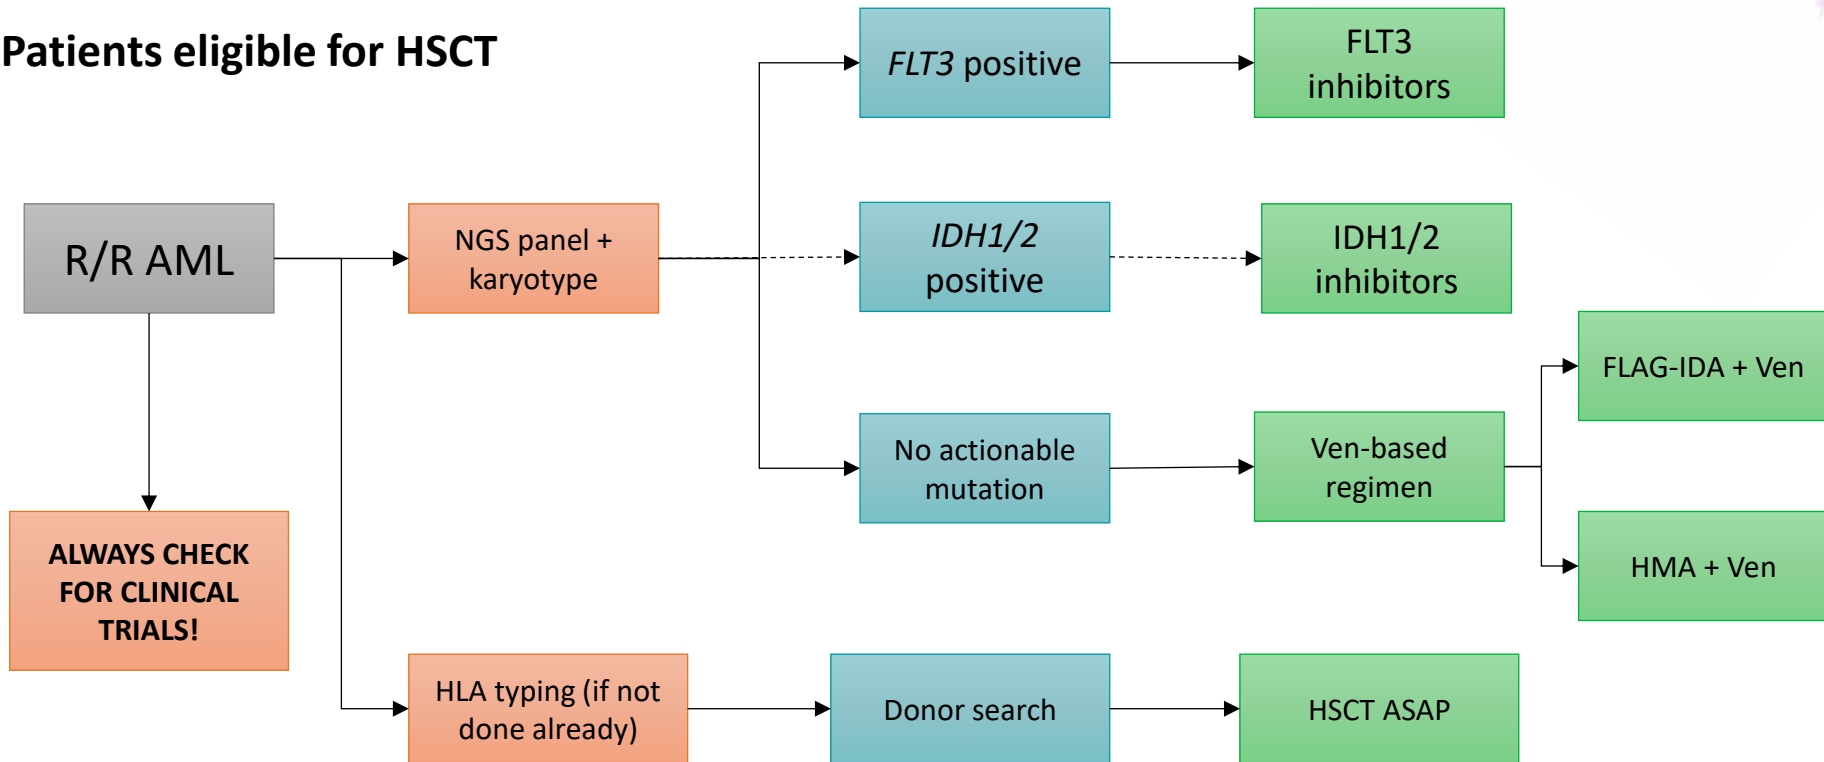 Patients eligible for HSCT
FLT3 positive
FLT3
inhibitors
R/R AML
NGS panel +
karyotype
IDH1/2
positive
IDH1/2
inhibitors
No actionable
mutation
Ven-based
regimen
FLAG-IDA + Ven
HMA + Ven
ALWAYS CHECK
FOR CLINICAL
TRIALS!
HLA typing (if not
done already)
Donor search
HSCT ASAP